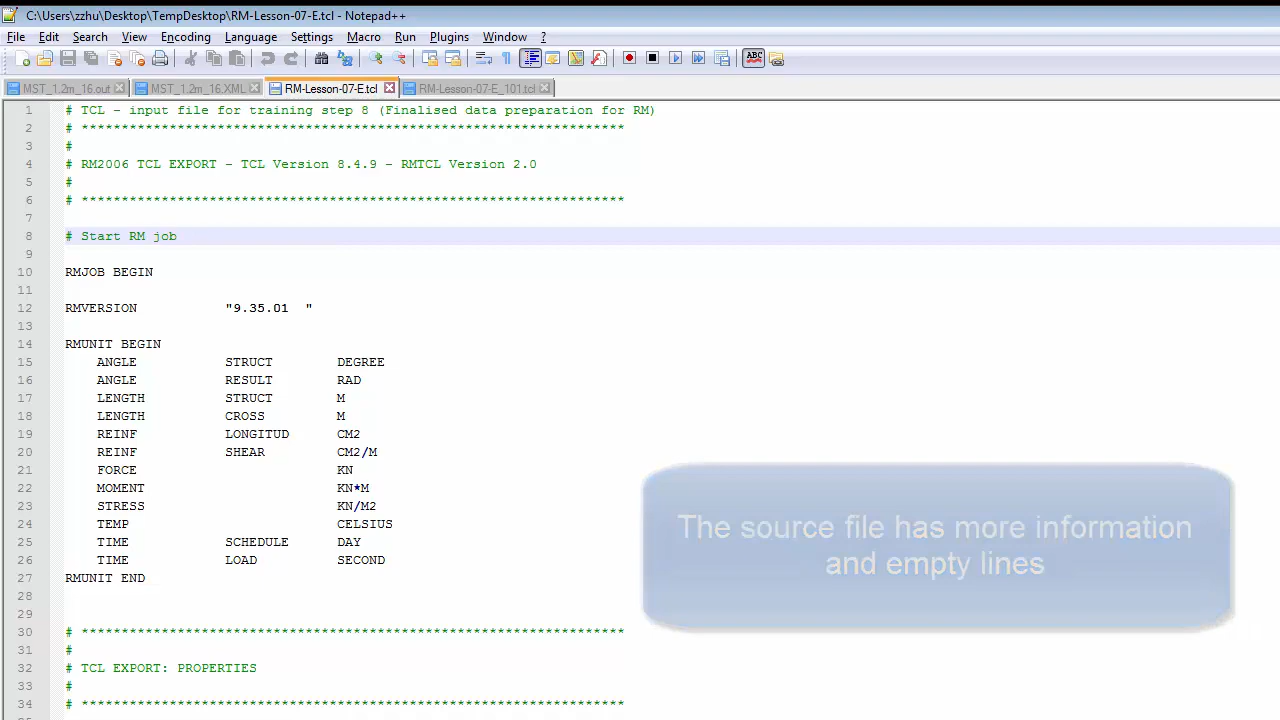 C:\Users\zzhu\Desktop\TempDesktop\RM-Lesson-07-E.tcl - Notepad++
File Edit Search View Encoding Language Settings Macro Run Plugins Window ?
ABC
MST_1.2m_16.out MST_1.2m_16.XML RM-Lesson-07-E.tcl RM-Lesson-07-E_101.tcl
1 # TCL - input file for training step 8 (Finalised data preparation for RM)
2 # ********************************************************************
3 #
4 # RM2006 TCL EXPORT - TCL Version 8.4.9 - RMTCL Version 2.0
5 #
6 # ********************************************************************
7
8 # Start RM job
9
10 RMJOB BEGIN
11
12 RMVERSION "9.35.01  "
13
14 RMUNIT BEGIN
15 ANGLE STRUCT DEGREE
16 ANGLE RESULT RAD
17 LENGTH STRUCT M
18 LENGTH CROSS M
19 REINF LONGITUD CM2
20 REINF SHEAR CM2/M
21 FORCE KN
22 MOMENT KN*M
23 STRESS KN/M2
24 TEMP CELSIUS
25 TIME SCHEDULE DAY
26 TIME LOAD SECOND
27 RMUNIT END
28
29
30 # ********************************************************************
31 #
32 # TCL EXPORT: PROPERTIES
33 #
34 # ********************************************************************
The source file has more information
and empty lines